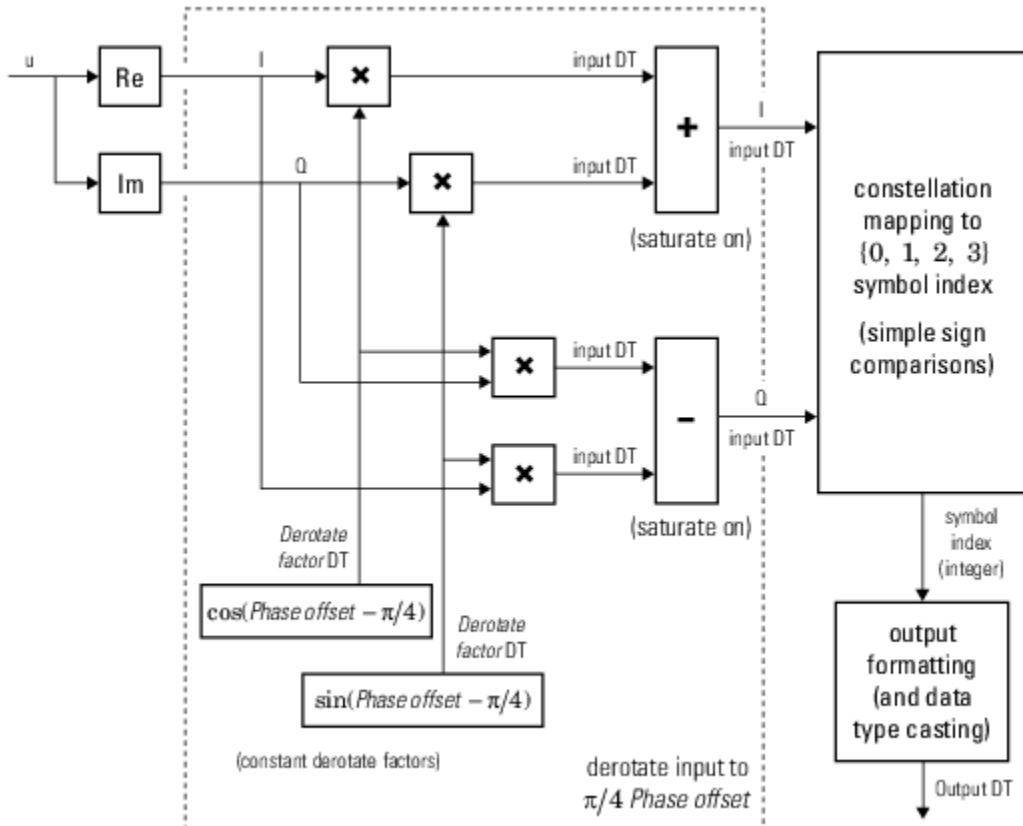 u
Re
I
×
input DT
Im
Q
×
input DT
+
(saturate on)
I
input DT
constellation
mapping to
{0, 1, 2, 3}
symbol index
(simple sign
comparisons)
×
input DT
×
input DT
−
(saturate on)
Q
input DT
Derotate
factor DT
cos(Phase offset − π/4)
Derotate
factor DT
sin(Phase offset − π/4)
(constant derotate factors)
derotate input to
π/4 Phase offset
symbol
index
(integer)
output
formatting
(and data
type casting)
Output DT